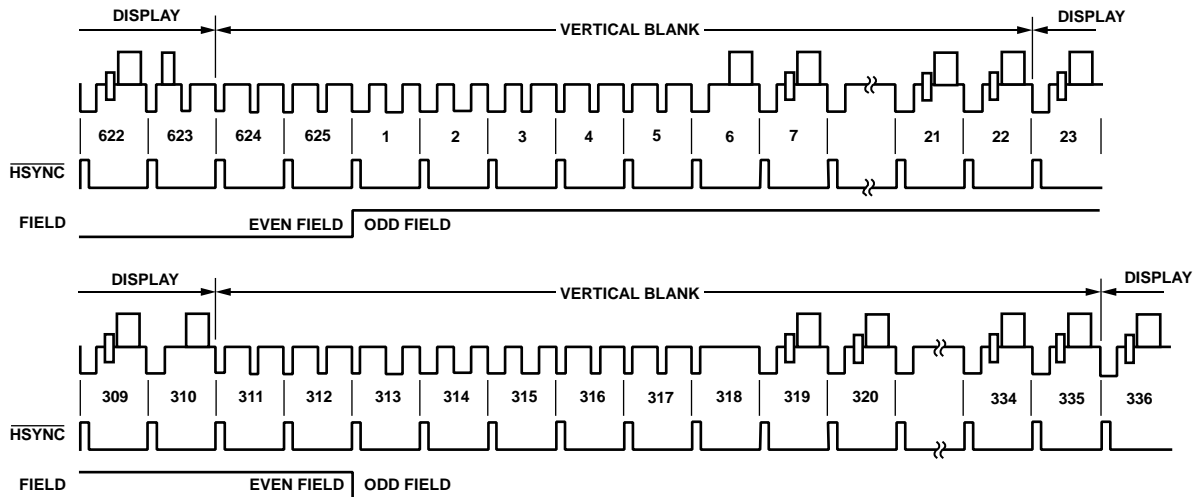 DISPLAY VERTICAL BLANK DISPLAY
622 623 624 625 1 2 3 4 5 6 7 21 22 23
HSYNC
FIELD EVEN FIELD ODD FIELD
DISPLAY VERTICAL BLANK DISPLAY
309 310 311 312 313 314 315 316 317 318 319 320 334 335 336
HSYNC
FIELD EVEN FIELD ODD FIELD